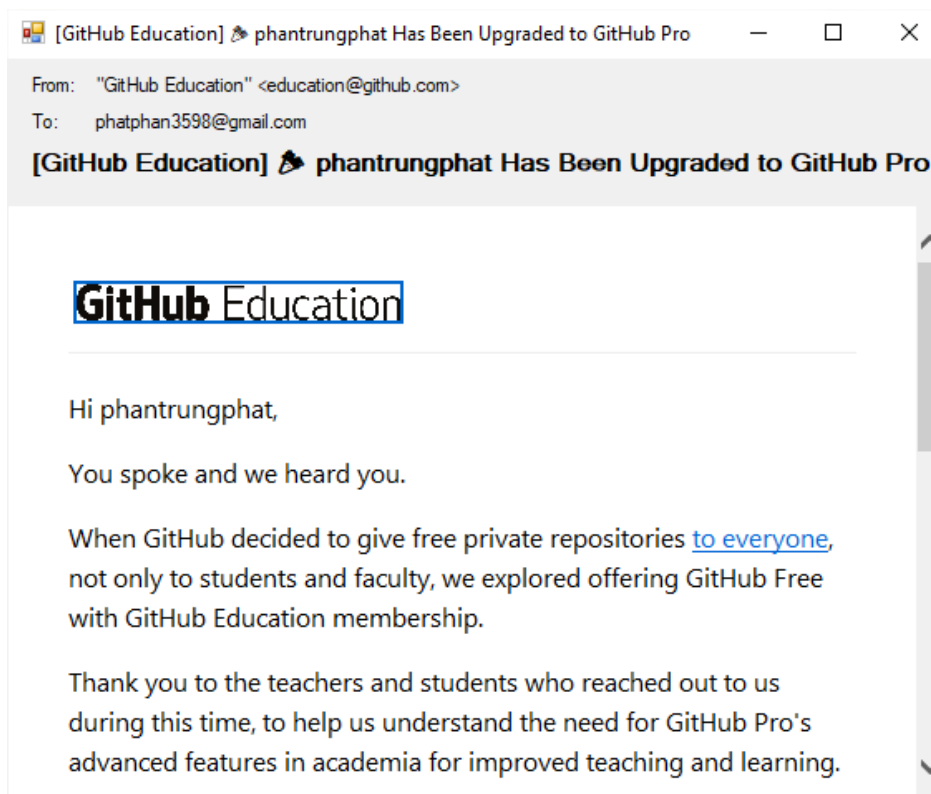 [GitHub Education] 🎉 phantrungphat Has Been Upgraded to GitHub Pro
From: "GitHub Education" <education@github.com>
To: phatphan3598@gmail.com
[GitHub Education] 🎉 phantrungphat Has Been Upgraded to GitHub Pro
GitHub Education
Hi phantrungphat,
You spoke and we heard you.
When GitHub decided to give free private repositories to everyone,
not only to students and faculty, we explored offering GitHub Free
with GitHub Education membership.
Thank you to the teachers and students who reached out to us
during this time, to help us understand the need for GitHub Pro's
advanced features in academia for improved teaching and learning.